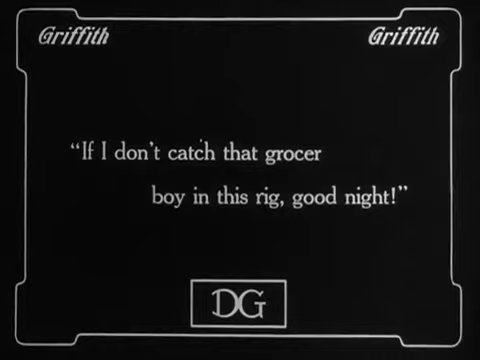 Griffith Griffith
“If I don't catch that grocer
boy in this rig, good night!”
DG